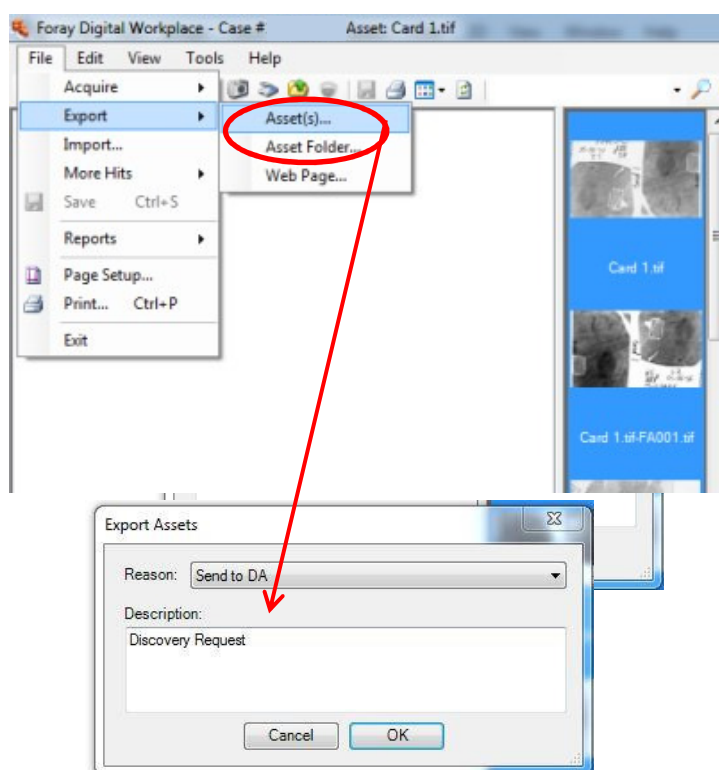 Foray Digital Workplace - Case # Asset: Card 1.tif
File Edit View Tools Help
Acquire
Export
Import...
More Hits
Save Ctrl+S
Reports
Page Setup...
Print... Ctrl+P
Exit
Asset(s)...
Asset Folder...
Web Page...
Card 1.tif
Card 1.tif-FA001.tif
Export Assets
Reason: Send to DA
Description:
Discovery Request
Cancel OK